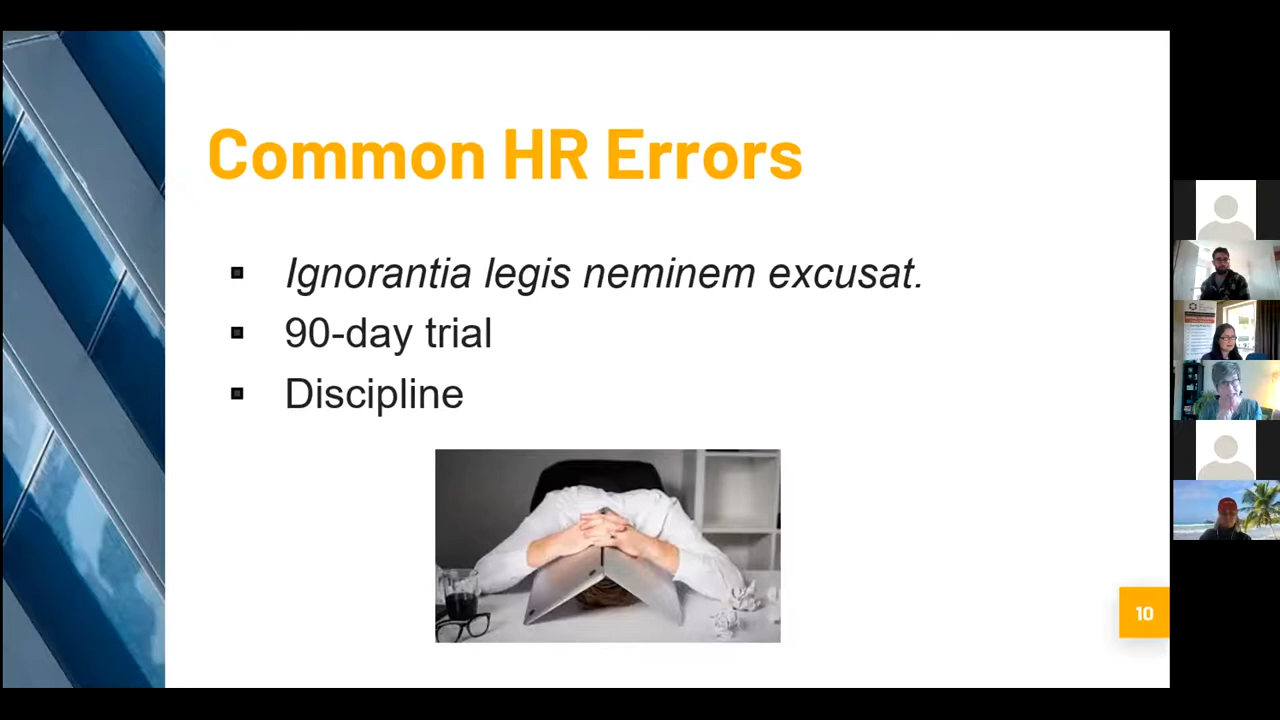 Common HR Errors
Ignorantia legis neminem excusat.
90-day trial
Discipline
10